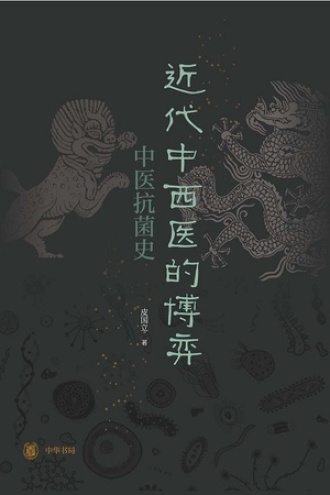 近代中西医的博弈
中医抗菌史
皮国立 著
中华书局